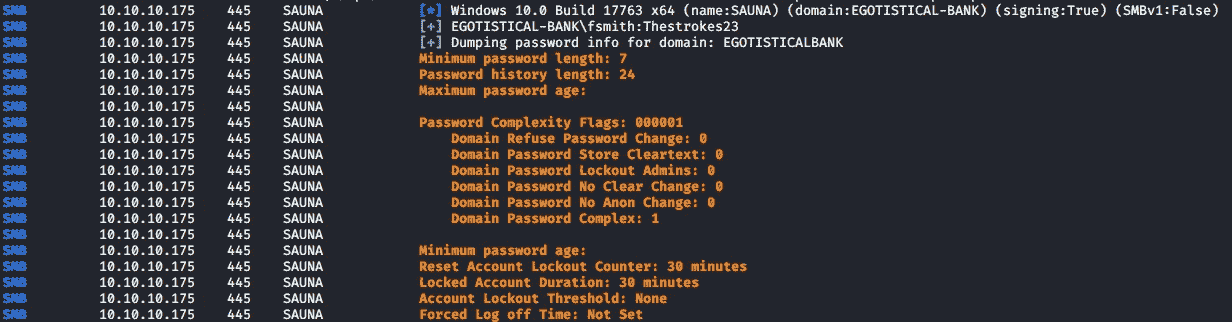 SMB 10.10.10.175 445 SAUNA [*] Windows 10.0 Build 17763 x64 (name:SAUNA) (domain:EGOTISTICAL-BANK) (signing:True) (SMBv1:False)
SMB 10.10.10.175 445 SAUNA [+] EGOTISTICAL-BANK\fsmith:Thestrokes23
SMB 10.10.10.175 445 SAUNA [+] Dumping password info for domain: EGOTISTICALBANK
SMB 10.10.10.175 445 SAUNA Minimum password length: 7
SMB 10.10.10.175 445 SAUNA Password history length: 24
SMB 10.10.10.175 445 SAUNA Maximum password age:
SMB 10.10.10.175 445 SAUNA
SMB 10.10.10.175 445 SAUNA Password Complexity Flags: 000001
SMB 10.10.10.175 445 SAUNA Domain Refuse Password Change: 0
SMB 10.10.10.175 445 SAUNA Domain Password Store Cleartext: 0
SMB 10.10.10.175 445 SAUNA Domain Password Lockout Admins: 0
SMB 10.10.10.175 445 SAUNA Domain Password No Clear Change: 0
SMB 10.10.10.175 445 SAUNA Domain Password No Anon Change: 0
SMB 10.10.10.175 445 SAUNA Domain Password Complex: 1
SMB 10.10.10.175 445 SAUNA
SMB 10.10.10.175 445 SAUNA Minimum password age:
SMB 10.10.10.175 445 SAUNA Reset Account Lockout Counter: 30 minutes
SMB 10.10.10.175 445 SAUNA Locked Account Duration: 30 minutes
SMB 10.10.10.175 445 SAUNA Account Lockout Threshold: None
SMB 10.10.10.175 445 SAUNA Forced Log off Time: Not Set